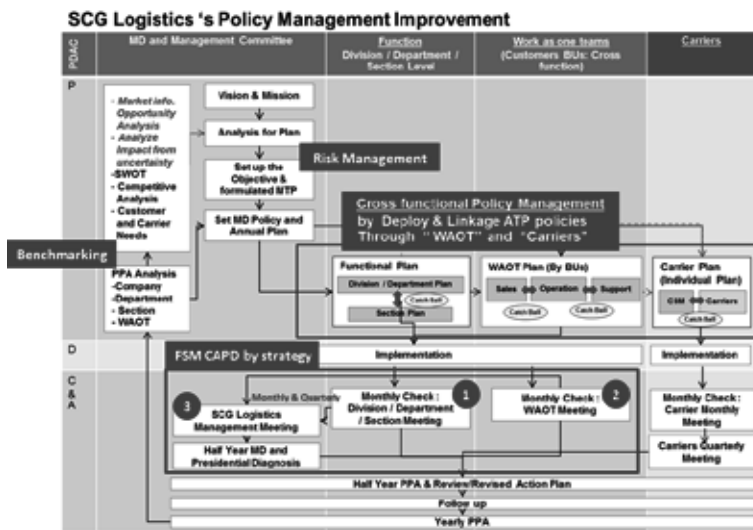 SCG Logistics 's Policy Management Improvement
PDAC
MD and Management Committee
Function
Division / Department /
Section Level
Work as one teams
(Customers BUs: Cross
function)
Carriers
P
- Market info.
Opportunity
Analysis
- Analyze
Impact from
uncertainty
-SWOT
- Competitive
Analysis
- Customer
and Carrier
Needs
Vision & Mission
Analysis for Plan
Risk Management
Set up the
Objective &
formulated MTP
Set MD Policy and
Annual Plan
Cross functional Policy Management
by Deploy & Linkage ATP policies
Through " WAOT" and "Carriers"
Benchmarking
PPA Analysis
-Company
-Department
- Section
- WAOT
Functional Plan
Division / Department Plan
Catch Ball
Section Plan
WAOT Plan (By BUs)
Sales
Operation
Support
Catch Ball
Catch Ball
Carrier Plan
(Individual Plan)
Carriers
Catch Ball
D
FSM CAPD by strategy
Implementation
Implementation
C & A
Monthly & Quarterly
3
SCG Logistics
Management
Meeting
1
Monthly Check :
Division / Department
/ Section Meeting
2
Monthly Check :
WAOT Meeting
Monthly Check :
Carrier Monthly
Meeting
Half Year MD and
Presidential Diagnosis
Carriers Quarterly
Meeting
Half Year PPA & Review/Revised Action Plan
Follow up
Yearly PPA